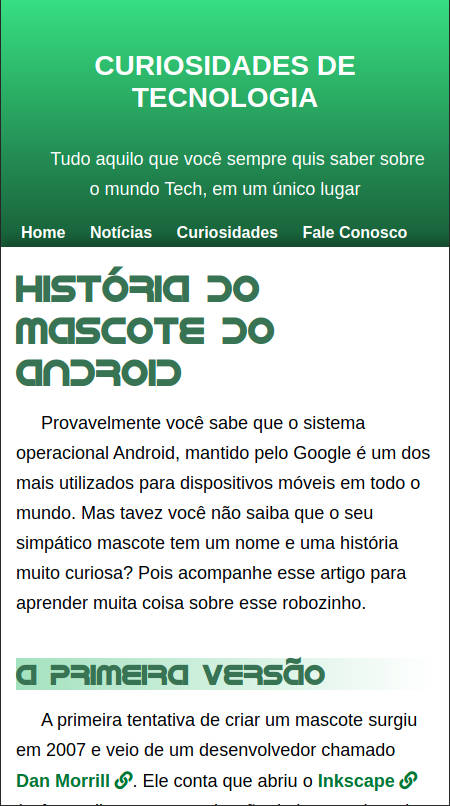 CURIOSIDADES DE
TECNOLOGIA
Tudo aquilo que você sempre quis saber sobre
o mundo Tech, em um único lugar
Home Notícias Curiosidades Fale Conosco
HISTÓRIA DO
MASCOTE DO
ANDROID
Provavelmente você sabe que o sistema
operacional Android, mantido pelo Google é um dos
mais utilizados para dispositivos móveis em todo o
mundo. Mas tavez você não saiba que o seu
simpático mascote tem um nome e uma história
muito curiosa? Pois acompanhe esse artigo para
aprender muita coisa sobre esse robozinho.
A PRIMEIRA VERSÃO
A primeira tentativa de criar um mascote surgiu
em 2007 e veio de um desenvolvedor chamado
Dan Morrill. Ele conta que abriu o Inkscape